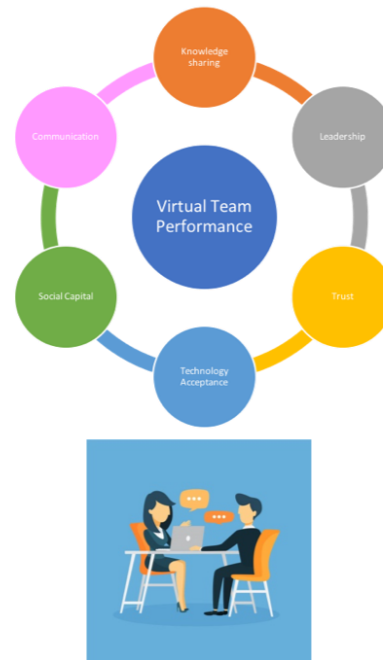 Knowledge
sharing
Communication
Leadership
Virtual Team
Performance
Social Capital
Trust
Technology
Acceptance